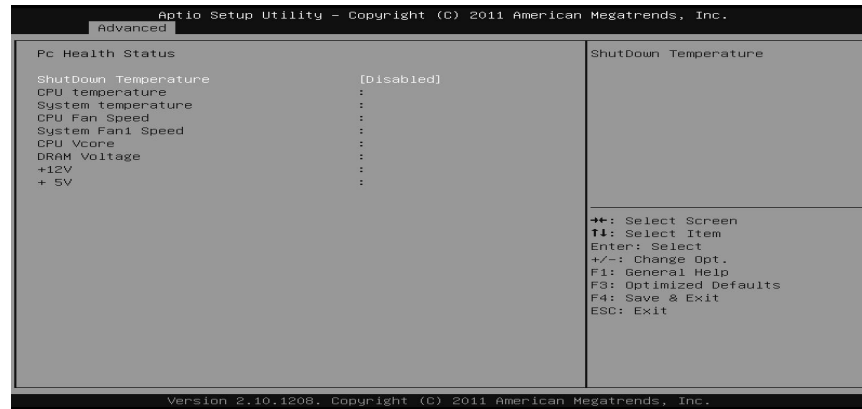 Aptio Setup Utility – Copyright (C) 2011 American Megatrends, Inc.
Advanced
Pc Health Status
ShutDown Temperature [Disabled]
CPU temperature :
System temperature :
CPU Fan Speed :
System Fan1 Speed :
CPU Vcore :
DRAM Voltage :
+12V :
+ 5V :
ShutDown Temperature
→←: Select Screen
↑↓: Select Item
Enter: Select
+/-: Change Opt.
F1: General Help
F3: Optimized Defaults
F4: Save & Exit
ESC: Exit
Version 2.10.1208. Copyright (C) 2011 American Megatrends, Inc.